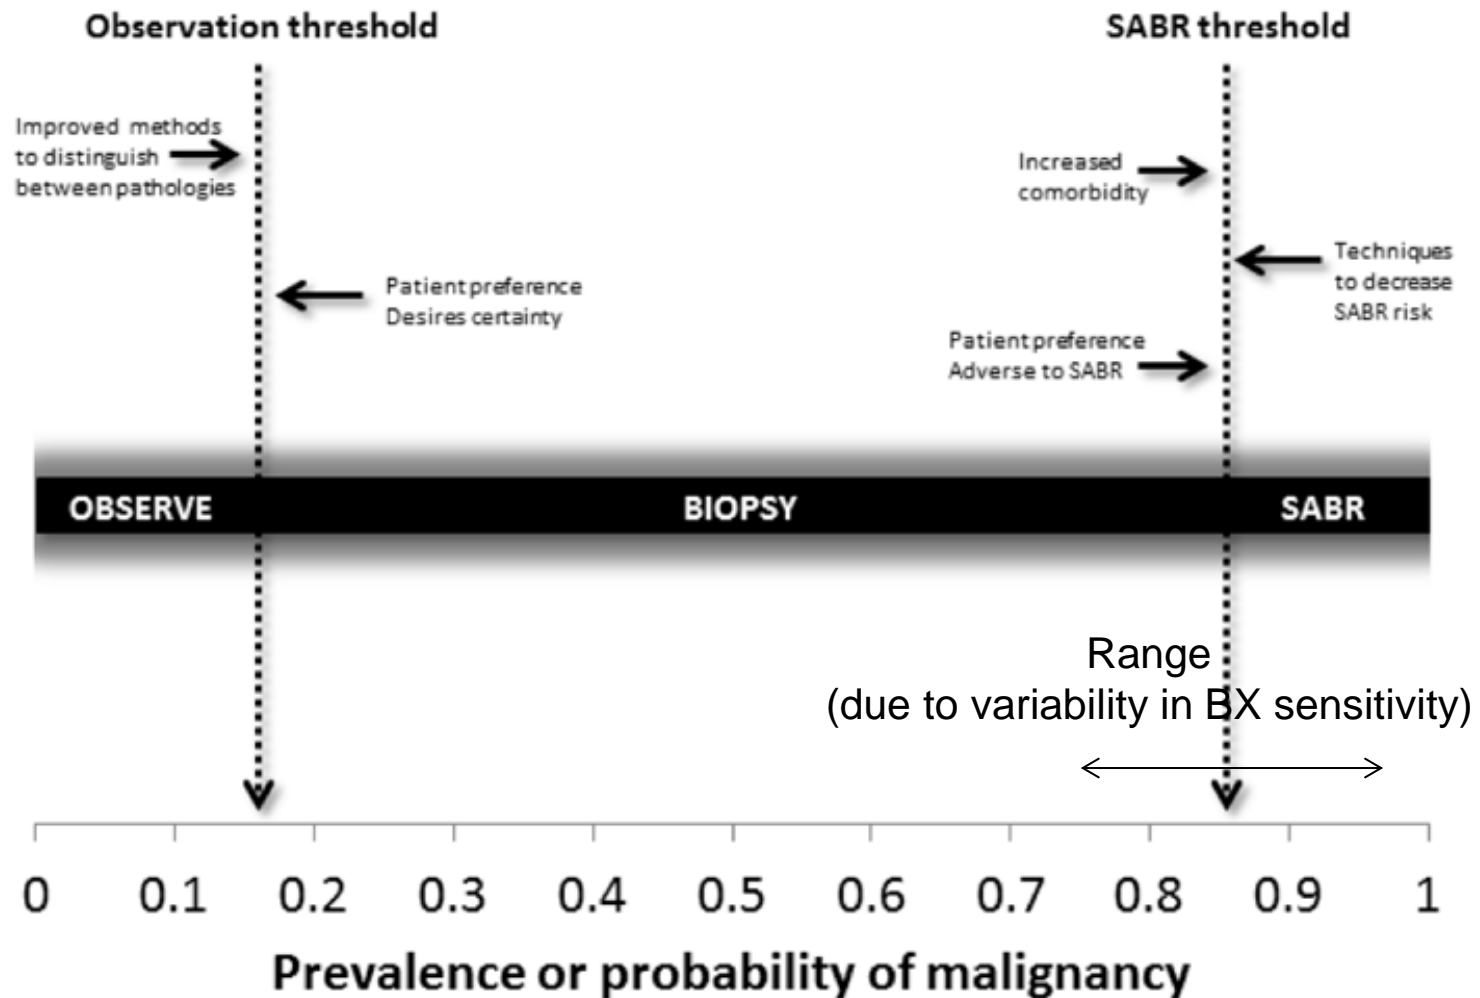 Observation threshold
SABR threshold
Improved methods
to distinguish
between pathologies
Increased
comorbidity
Techniques
to decrease
SABR risk
Patient preference
Desires certainty
Patient preference
Adverse to SABR
OBSERVE
BIOPSY
SABR
Range
(due to variability in BX sensitivity)
0 0.1 0.2 0.3 0.4 0.5 0.6 0.7 0.8 0.9 1
Prevalence or probability of malignancy